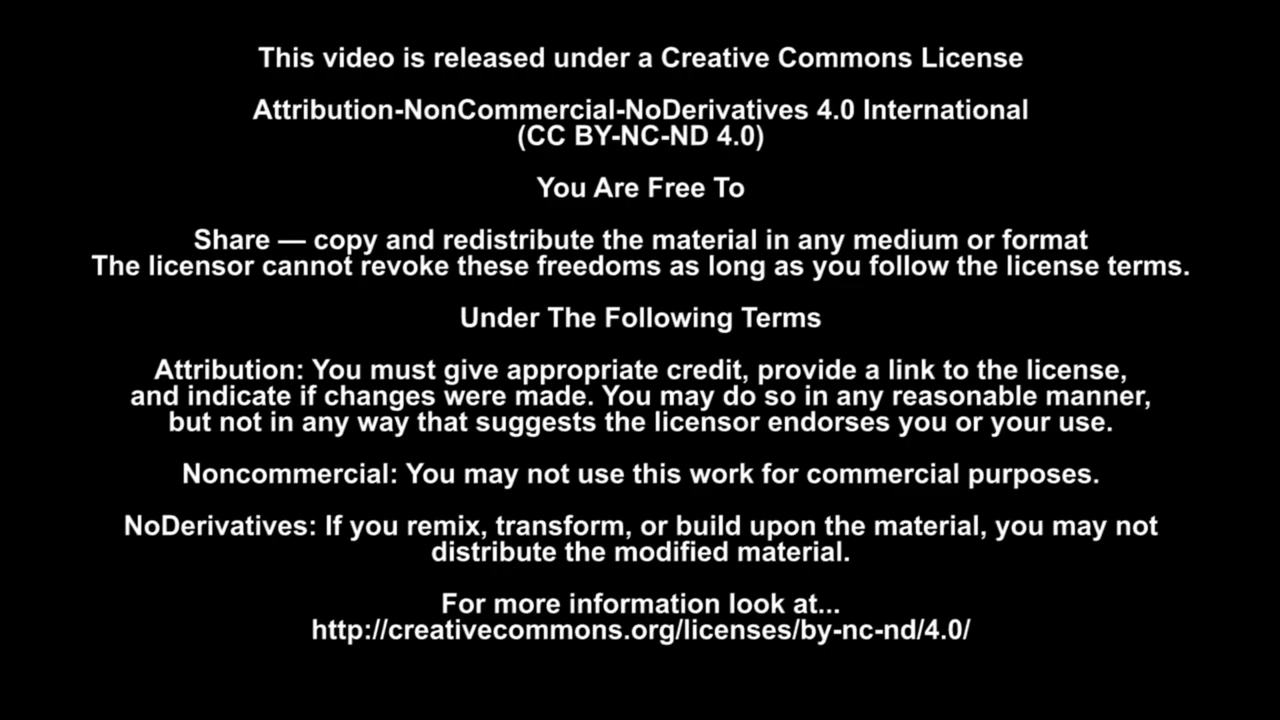 This video is released under a Creative Commons License
Attribution-NonCommercial-NoDerivatives 4.0 International
(CC BY-NC-ND 4.0)
You Are Free To
Share — copy and redistribute the material in any medium or format
The licensor cannot revoke these freedoms as long as you follow the license terms.
Under The Following Terms
Attribution: You must give appropriate credit, provide a link to the license,
and indicate if changes were made. You may do so in any reasonable manner,
but not in any way that suggests the licensor endorses you or your use.
Noncommercial: You may not use this work for commercial purposes.
NoDerivatives: If you remix, transform, or build upon the material, you may not
distribute the modified material.
For more information look at...
http://creativecommons.org/licenses/by-nc-nd/4.0/